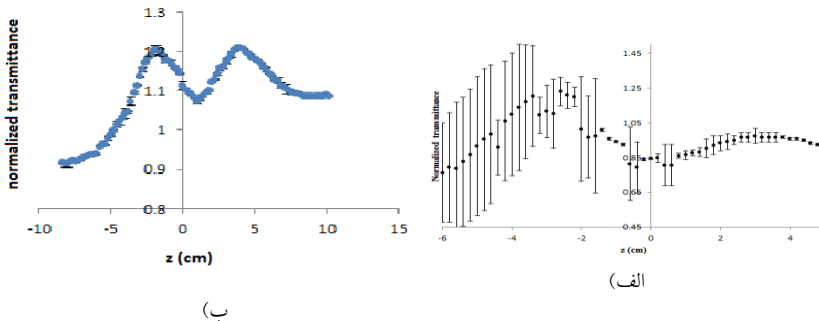 normalized transmittance
1.3
1.2
1.1
1
0.9
0.8
-10 -5 0 5 10 15
z (cm)
ب)
Normalized transmittance
1.45
1.25
1.05
0.85
0.65
0.45
-6 -4 -2 0 2 4
z (cm)
الف)